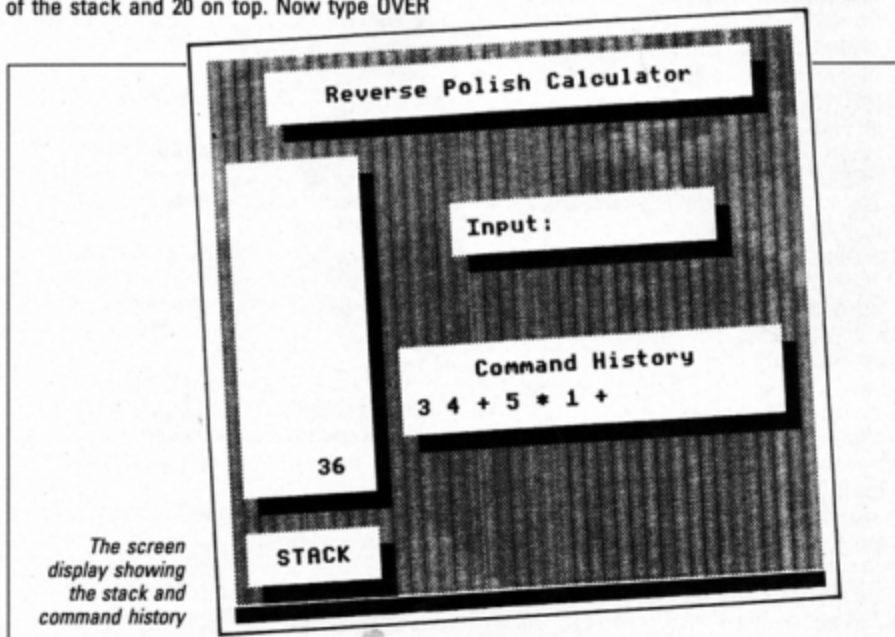 of the stack and 20 on top. Now type OVER
Reverse Polish Calculator
Input:
Command History
3 4 + 5 * 1 +
36
STACK
The screen
display showing
the stack and
command history